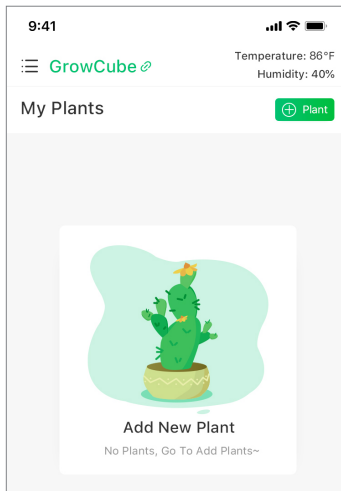 9:41
GrowCube
Temperature: 86°F
Humidity: 40%
My Plants
Plant
Add New Plant
No Plants, Go To Add Plants~